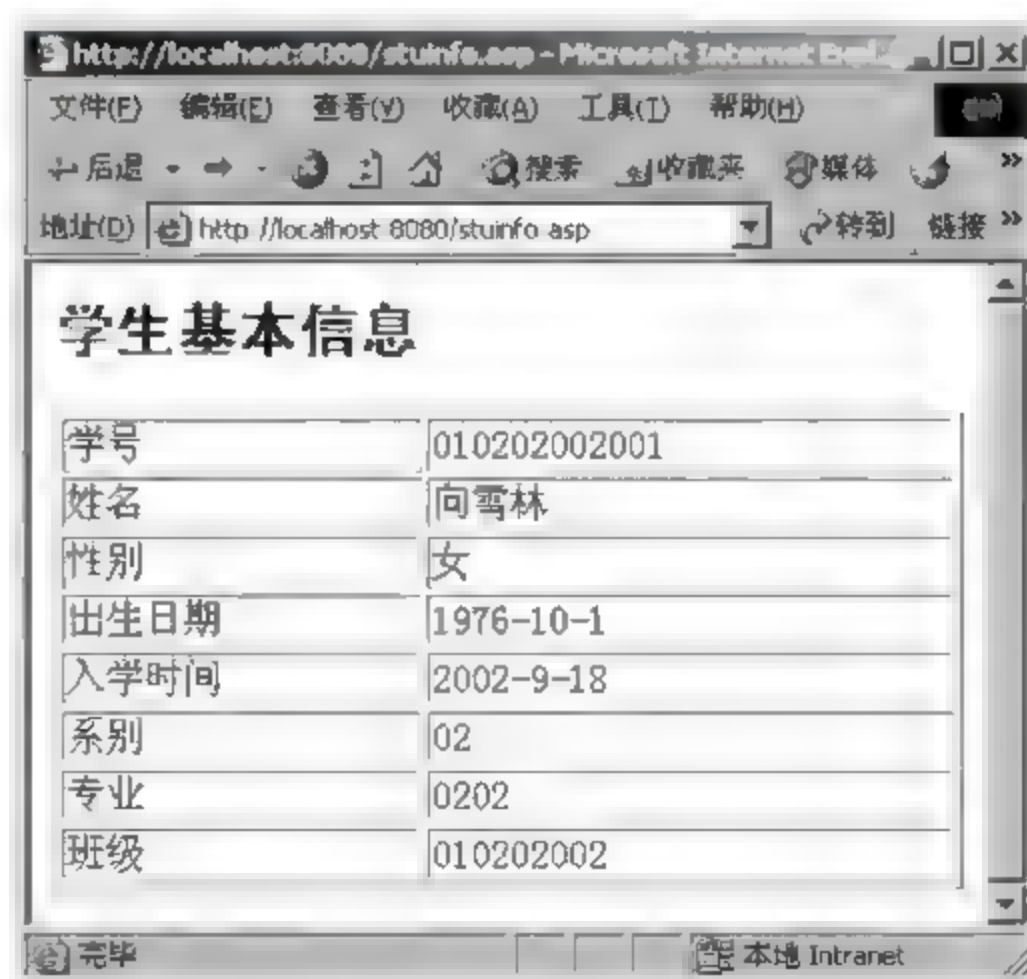 http://localhost:8080/stuinfo.asp - Microsoft Internet Expl
文件(F) 编辑(E) 查看(V) 收藏(A) 工具(T) 帮助(H)
后退 搜索 收藏夹 媒体 »
地址(D) http //localhost 8080/stuinfo asp 转到 链接 »
学生基本信息
学号 010202002001
姓名 向雪林
性别 女
出生日期 1976-10-1
入学时间 2002-9-18
系别 02
专业 0202
班级 010202002
完毕 本地 Intranet